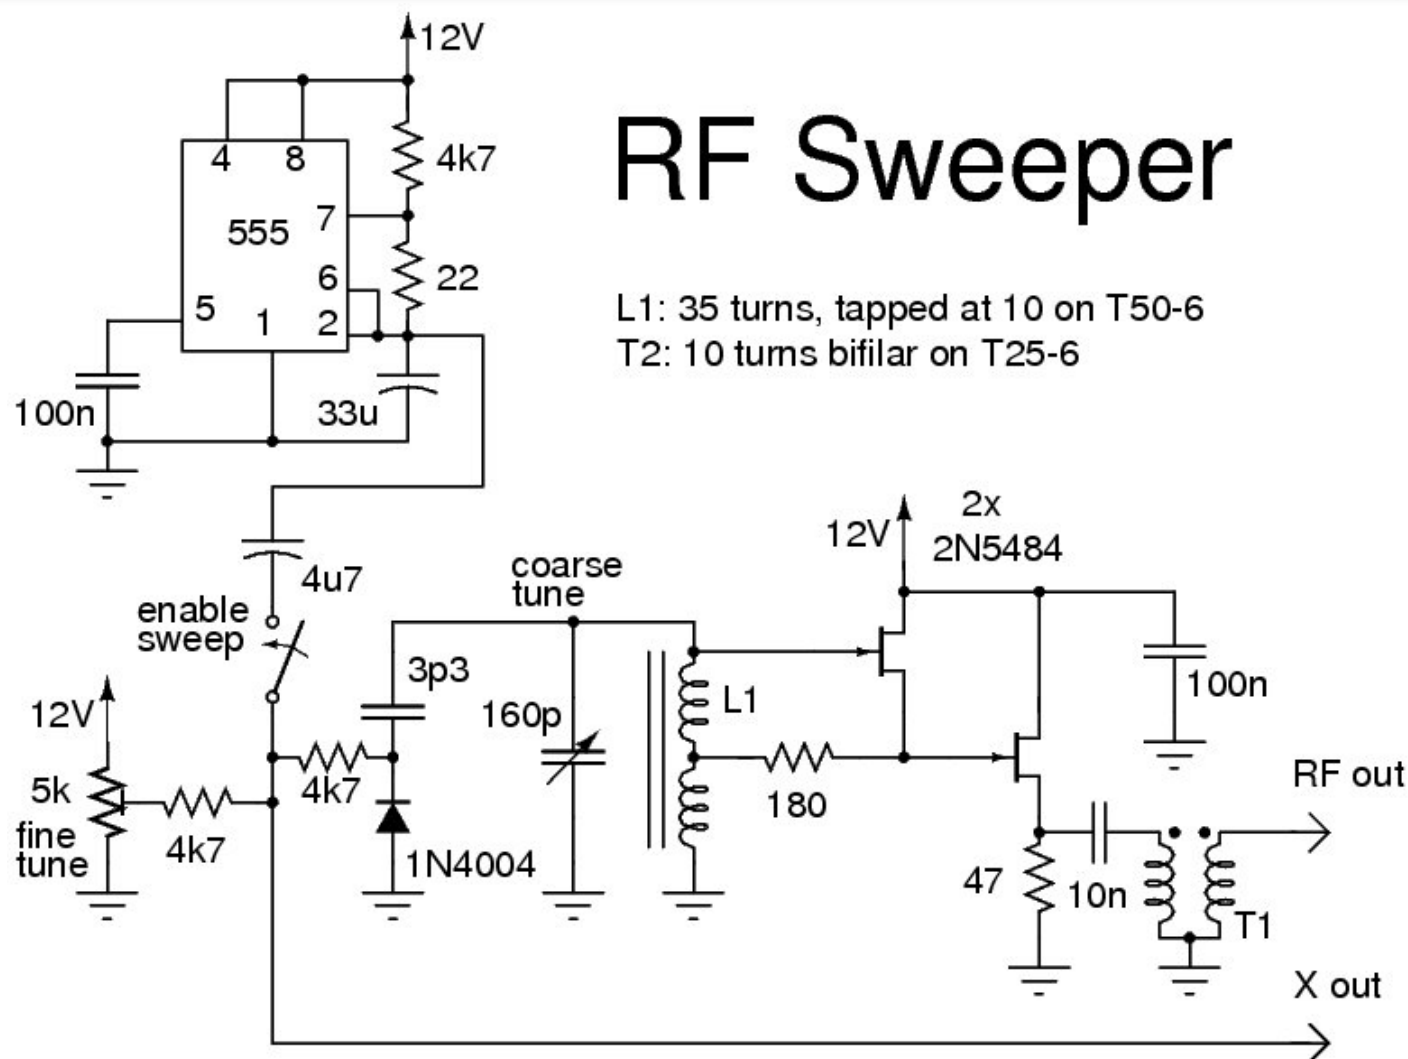 12V
RF Sweeper
4 8
4k7
7
555
6
22
5
1
2
L1: 35 turns, tapped at 10 on T50-6
T2: 10 turns bifilar on T25-6
100n
33u
2x
12V
2N5484
coarse
tune
4u7
enable
sweep
3p3
100n
12V
160p
L1
RF out
5k
4k7
180
fine
tune
4k7
1N4004
47
10n
T1
X out